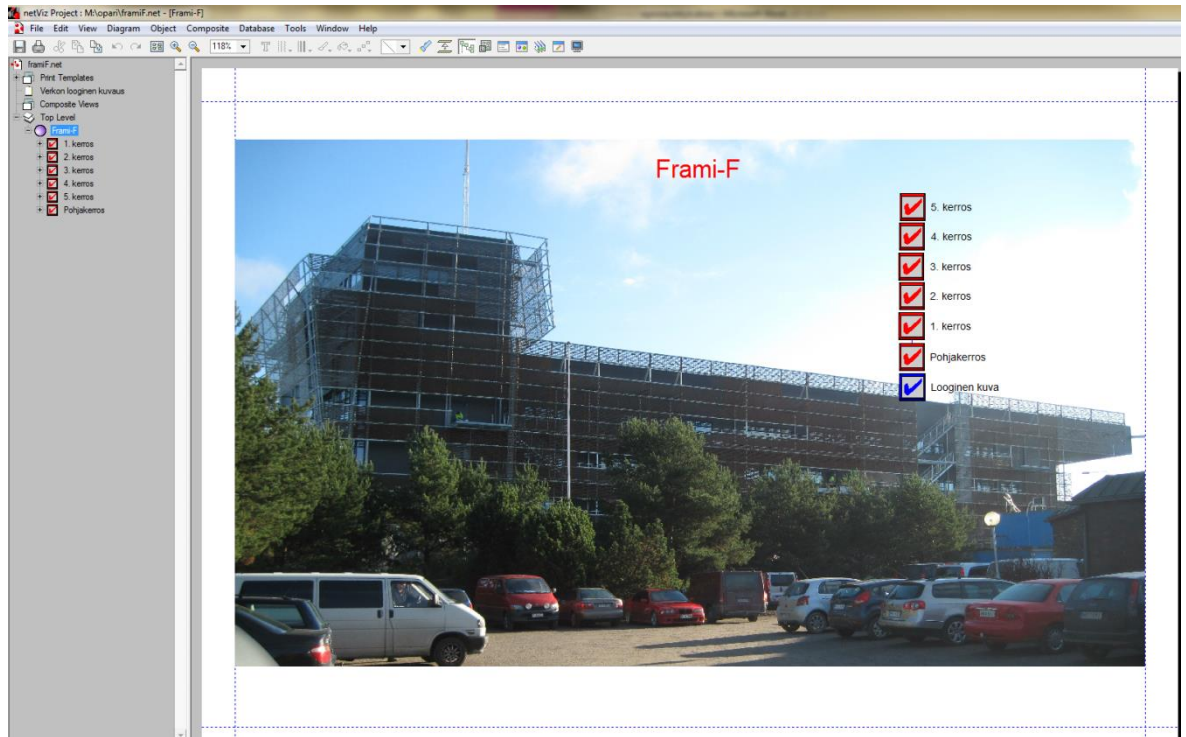 netViz Project : M:\opari\framiF.net - [Frami-F]
File Edit View Diagram Object Composite Database Tools Window Help
118%
framiF.net
Print Templates
Verkon looginen kuvaus
Composite Views
Top Level
Frami-F
1. kerros
2. kerros
3. kerros
4. kerros
5. kerros
Pohjakerros
Frami-F
5. kerros
4. kerros
3. kerros
2. kerros
1. kerros
Pohjakerros
Looginen kuva